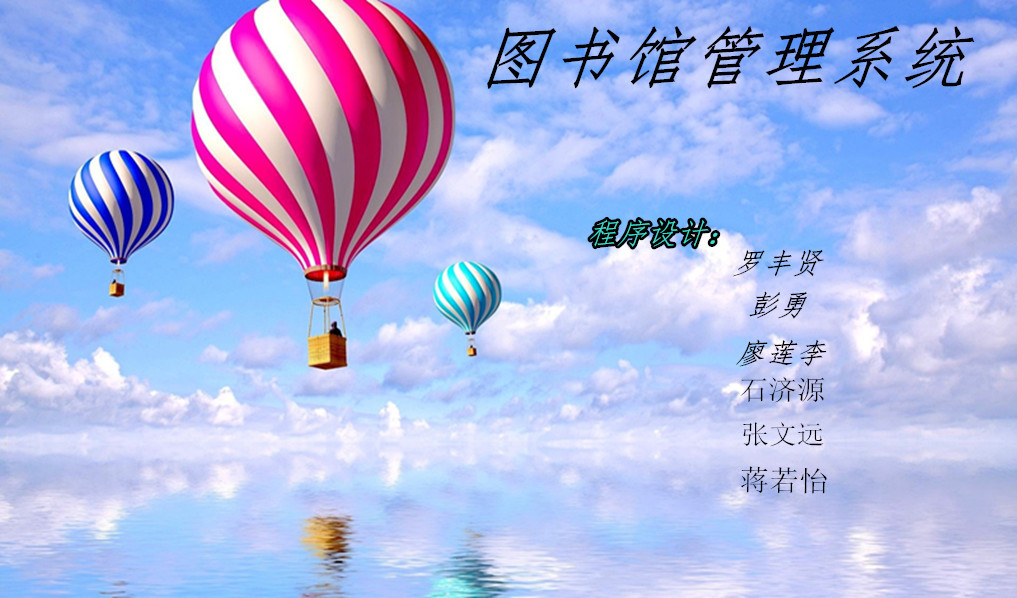 图书馆管理系统
程序设计：
罗丰贤
彭勇
廖莲李
石济源
张文远
蒋若怡